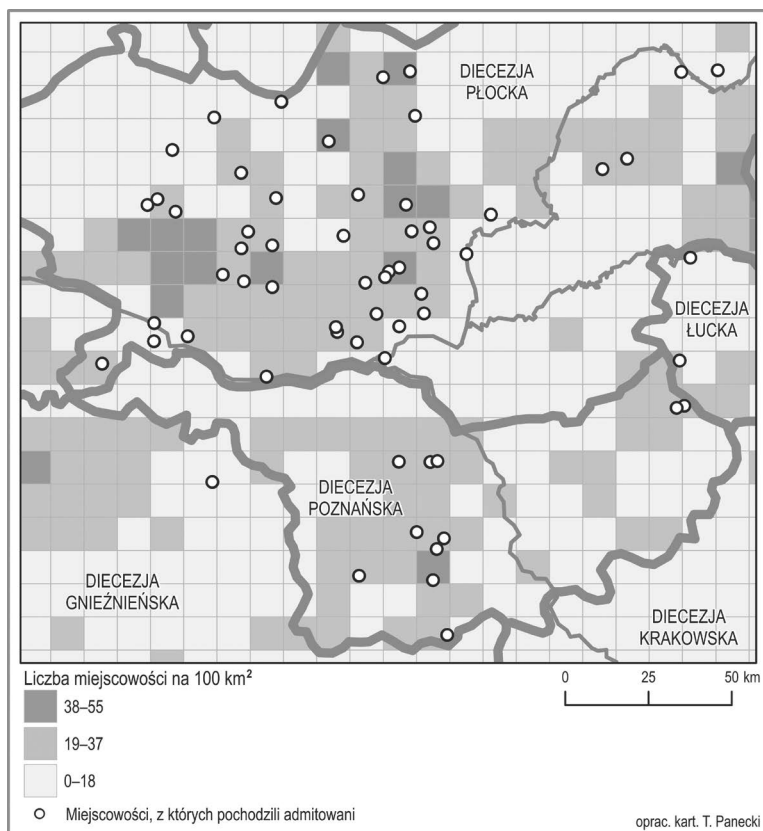 DIECEZJA
PŁOCKA
DIECEZJA
ŁUCKA
DIECEZJA
POZNAŃSKA
DIECEZJA
GNIEŹNIEŃSKA
DIECEZJA
KRAKOWSKA
Liczba miejscowości na 100 km²
38–55
19–37
0–18
Miejscowości, z których pochodzili admitowani
0 25 50 km
oprac. kart. T. Panecki